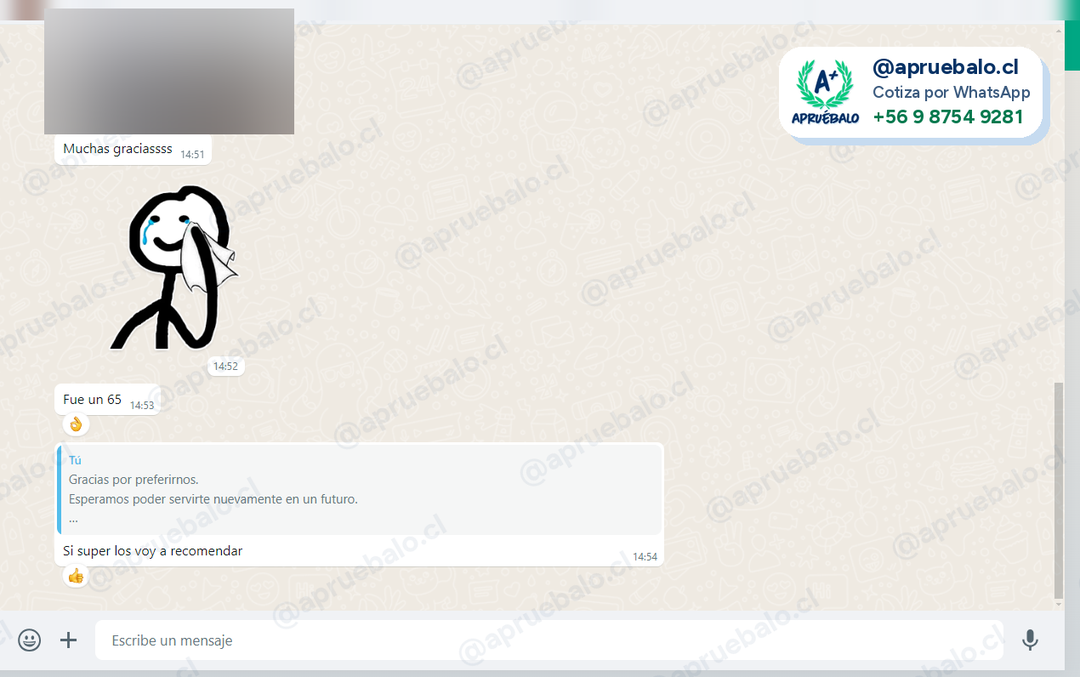 @apruebalo.cl
Cotiza por WhatsApp
+56 9 8754 9281
A+
APRUÉBALO
Muchas graciassss 14:51
14:52
Fue un 65 14:53
Tú
Gracias por preferirnos.
Esperamos poder servirte nuevamente en un futuro.
...
Si super los voy a recomendar
14:54
Escribe un mensaje
@apruebalo.cl